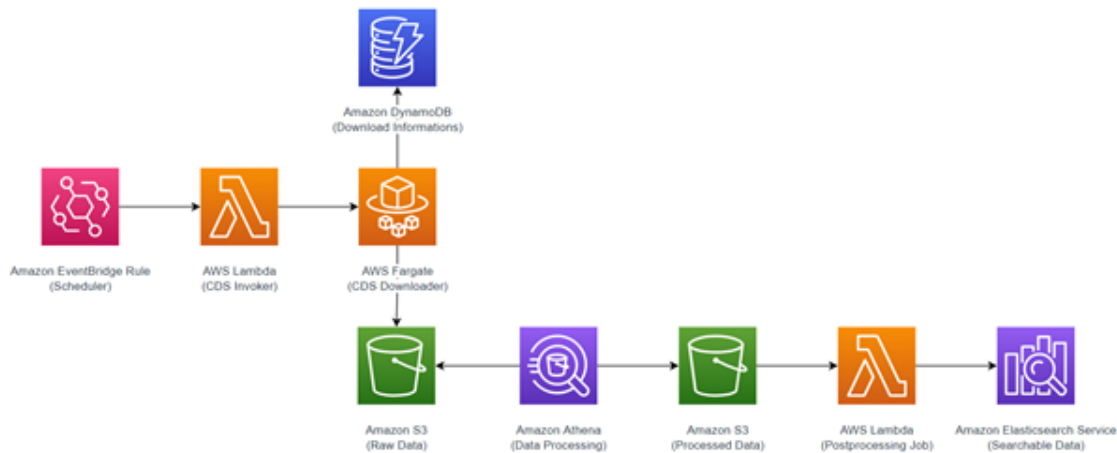 Amazon DynamoDB
(Download Informations)
Amazon EventBridge Rule
(Scheduler)
AWS Lambda
(CDS Invoker)
AWS Fargate
(CDS Downloader)
Amazon S3
(Raw Data)
Amazon Athena
(Data Processing)
Amazon S3
(Processed Data)
AWS Lambda
(Postprocessing Job)
Amazon Elasticsearch Service
(Searchable Data)